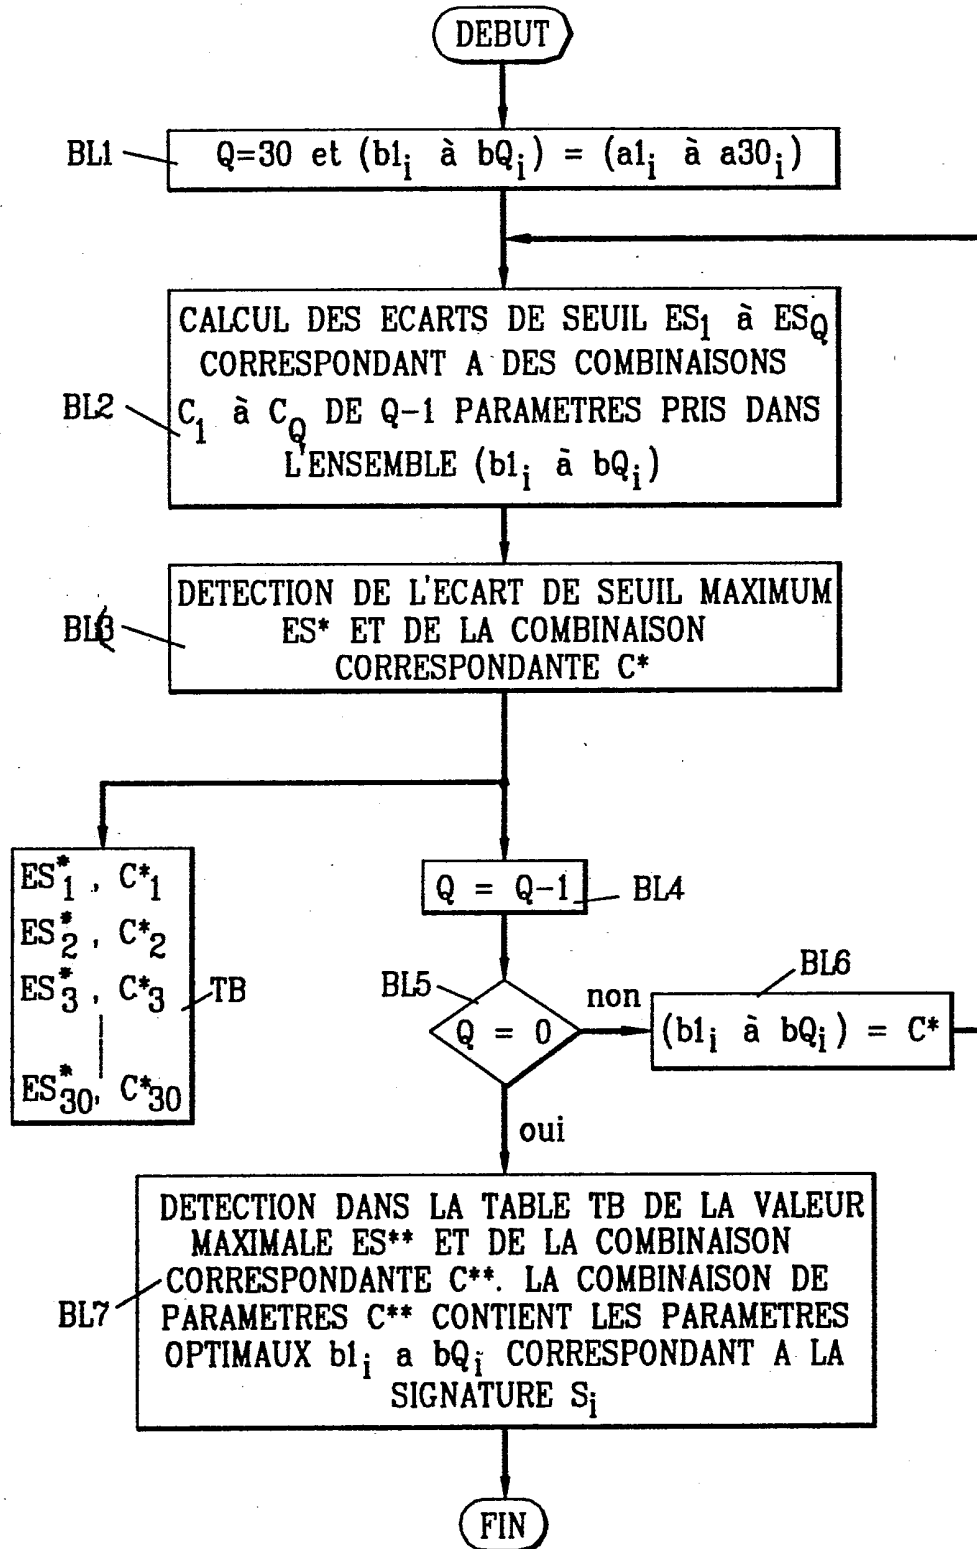 DEBUT
BL1
Q=30 et (b1i à bQi) = (a1i à a30i)
CALCUL DES ECARTS DE SEUIL ES1 à ESQ
CORRESPONDANT A DES COMBINAISONS
BL2
C1 à CQ DE Q-1 PARAMETRES PRIS DANS
L'ENSEMBLE (b1i à bQi)
DETECTION DE L'ECART DE SEUIL MAXIMUM
BL3
ES* ET DE LA COMBINAISON
CORRESPONDANTE C*
ES*1 , C*1
ES*2 , C*2
ES*3 , C*3
ES*30, C*30
TB
Q = Q-1
BL4
BL5
Q = 0
non
BL6
(b1i à bQi) = C*
oui
DETECTION DANS LA TABLE TB DE LA VALEUR
MAXIMALE ES** ET DE LA COMBINAISON
CORRESPONDANTE C**. LA COMBINAISON DE
BL7
PARAMETRES C** CONTIENT LES PARAMETRES
OPTIMAUX b1i a bQi CORRESPONDANT A LA
SIGNATURE Si
FIN